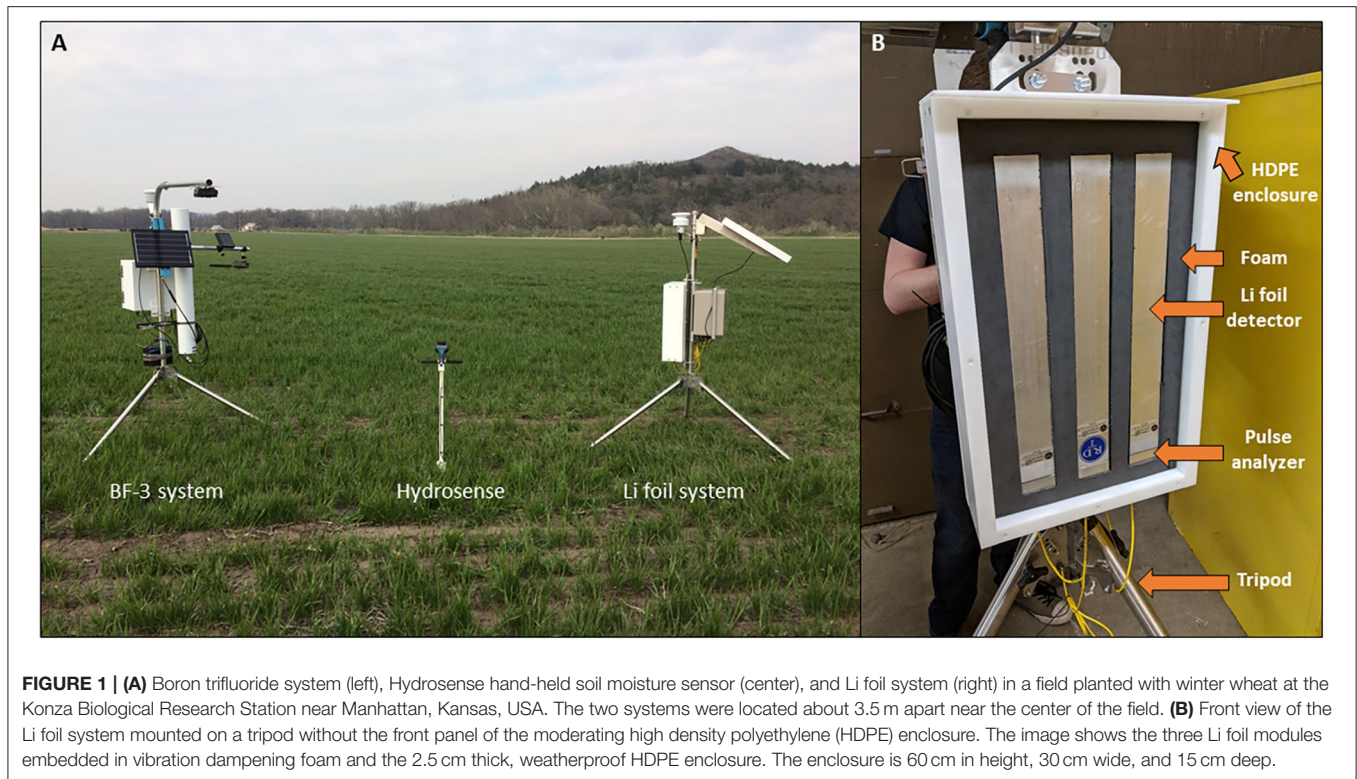 A
BF-3 system
Hydrosense
Li foil system
B
HDPE
enclosure
Foam
Li foil
detector
Pulse
analyzer
Tripod
FIGURE 1 | (A) Boron trifluoride system (left), Hydrosense hand-held soil moisture sensor (center), and Li foil system (right) in a field planted with winter wheat at the
Konza Biological Research Station near Manhattan, Kansas, USA. The two systems were located about 3.5 m apart near the center of the field. (B) Front view of the
Li foil system mounted on a tripod without the front panel of the moderating high density polyethylene (HDPE) enclosure. The image shows the three Li foil modules
embedded in vibration dampening foam and the 2.5 cm thick, weatherproof HDPE enclosure. The enclosure is 60 cm in height, 30 cm wide, and 15 cm deep.